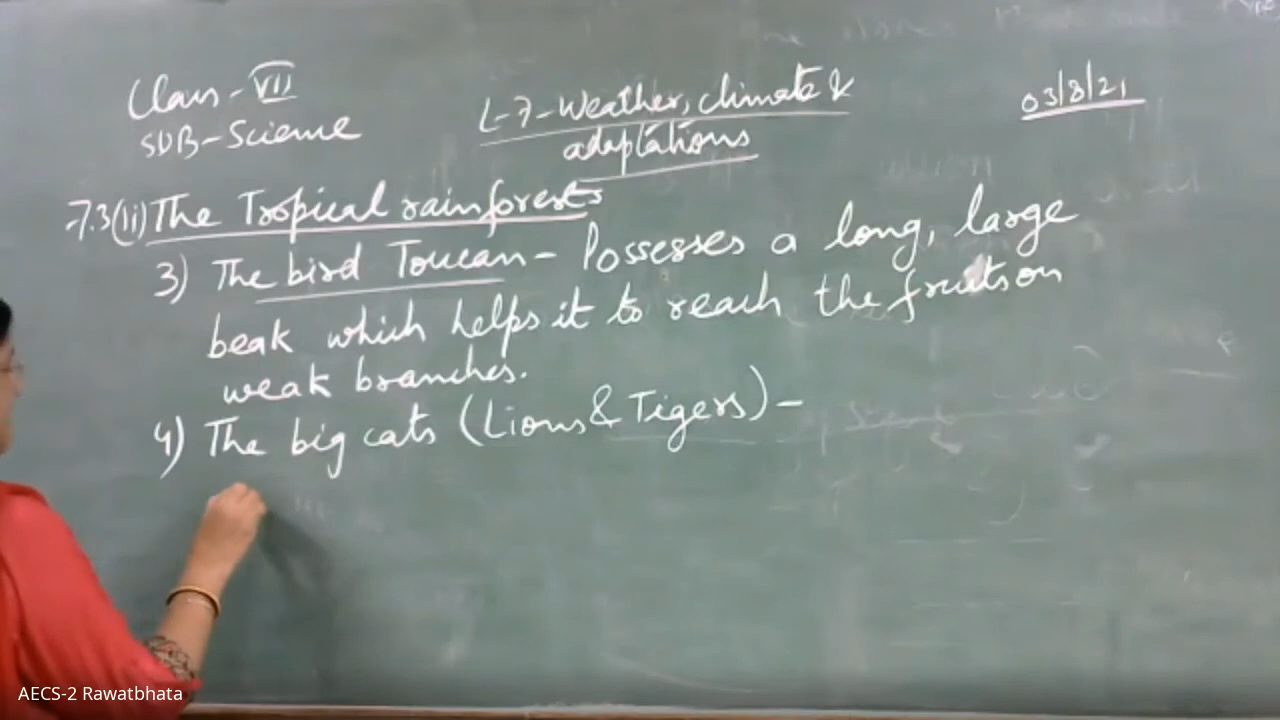 Class - VII
SUB - Science
L-7 - Weather, climate &
adaptations
03/8/21
7.3(ii) The Tropical rainforests
3) The bird Toucan - Possesses a long, large
beak which helps it to reach the fruits on
weak branches.
4) The big cats (Lions & Tigers) -
AECS-2 Rawatbhata